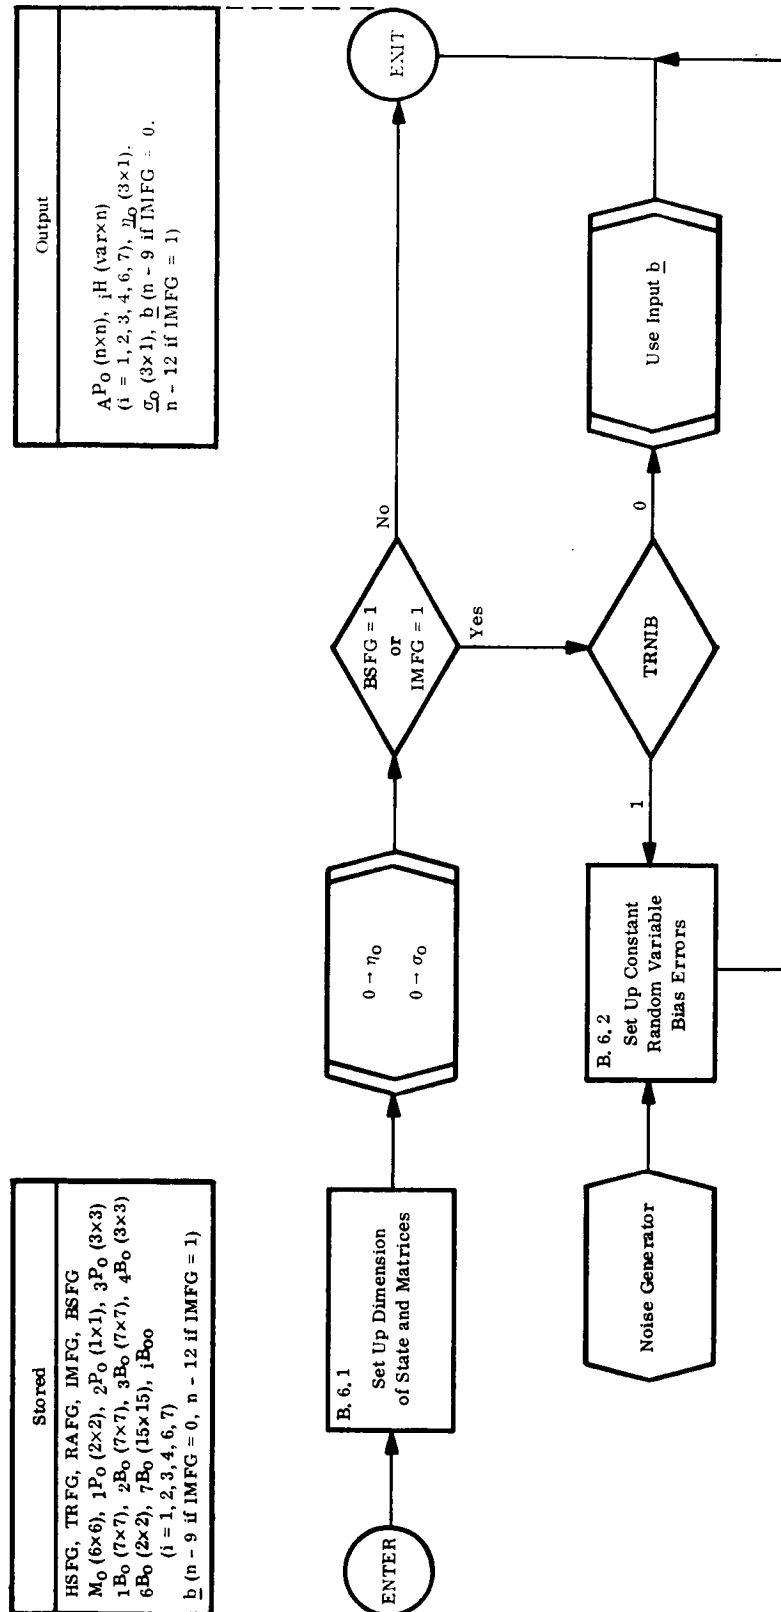 Stored
HSFG, TRFG, RAFG, IMFG, BSFG
M₀ (6×6), ₁P₀ (2×2), ₂P₀ (1×1), ₃P₀ (3×3)
₁B₀ (7×7), ₂B₀ (7×7), ₃B₀ (7×7), ₄B₀ (3×3)
₆B₀ (2×2), ₇B₀ (15×15), ᵢB₀₀
(i = 1, 2, 3, 4, 6, 7)
b (n - 9 if IMFG = 0, n - 12 if IMFG = 1)
Output
AP₀ (n×n), ᵢH (var×n)
(i = 1, 2, 3, 4, 6, 7), η₀ (3×1).
σ₀ (3×1), b (n - 9 if IMFG = 0.
n - 12 if IMFG = 1)
ENTER
B. 6. 1
Set Up Dimension
of State and Matrices
0 → η₀
0 → σ₀
BSFG = 1
or
IMFG = 1
No
Yes
EXIT
Noise Generator
B. 6. 2
Set Up Constant
Random Variable
Bias Errors
1
TRNIB
0
Use Input b